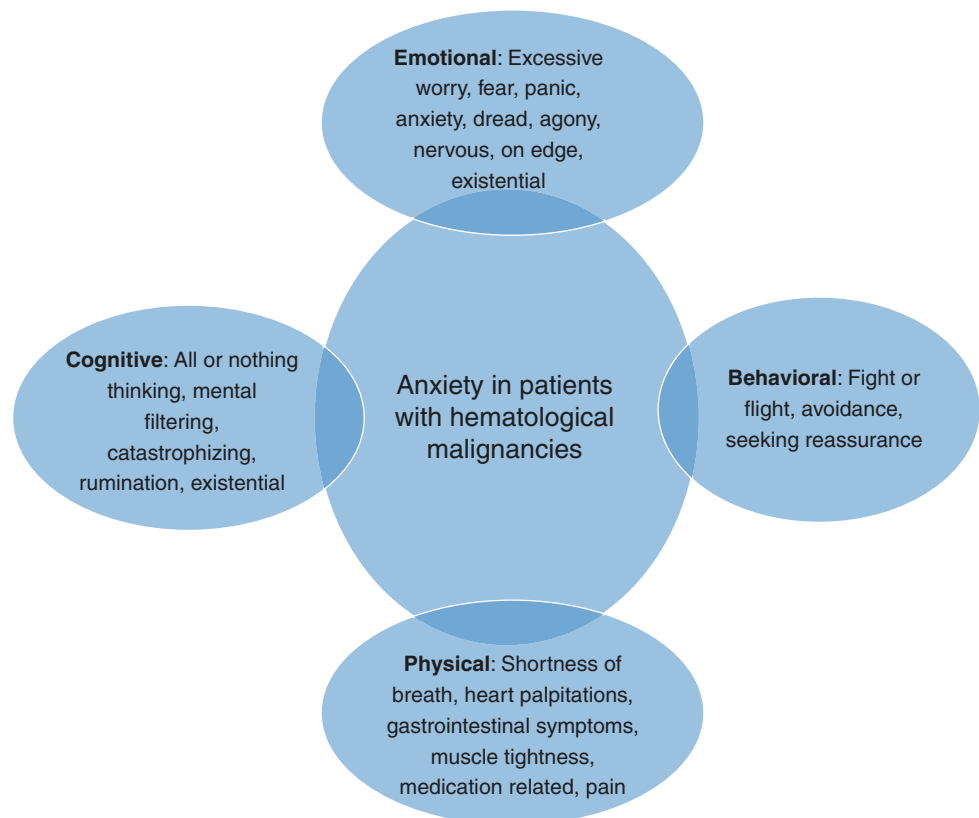 Emotional: Excessive
worry, fear, panic,
anxiety, dread, agony,
nervous, on edge,
existential
Cognitive: All or nothing
thinking, mental
filtering,
catastrophizing,
rumination, existential
Anxiety in patients
with hematological
malignancies
Behavioral: Fight or
flight, avoidance,
seeking reassurance
Physical: Shortness of
breath, heart palpitations,
gastrointestinal symptoms,
muscle tightness,
medication related, pain